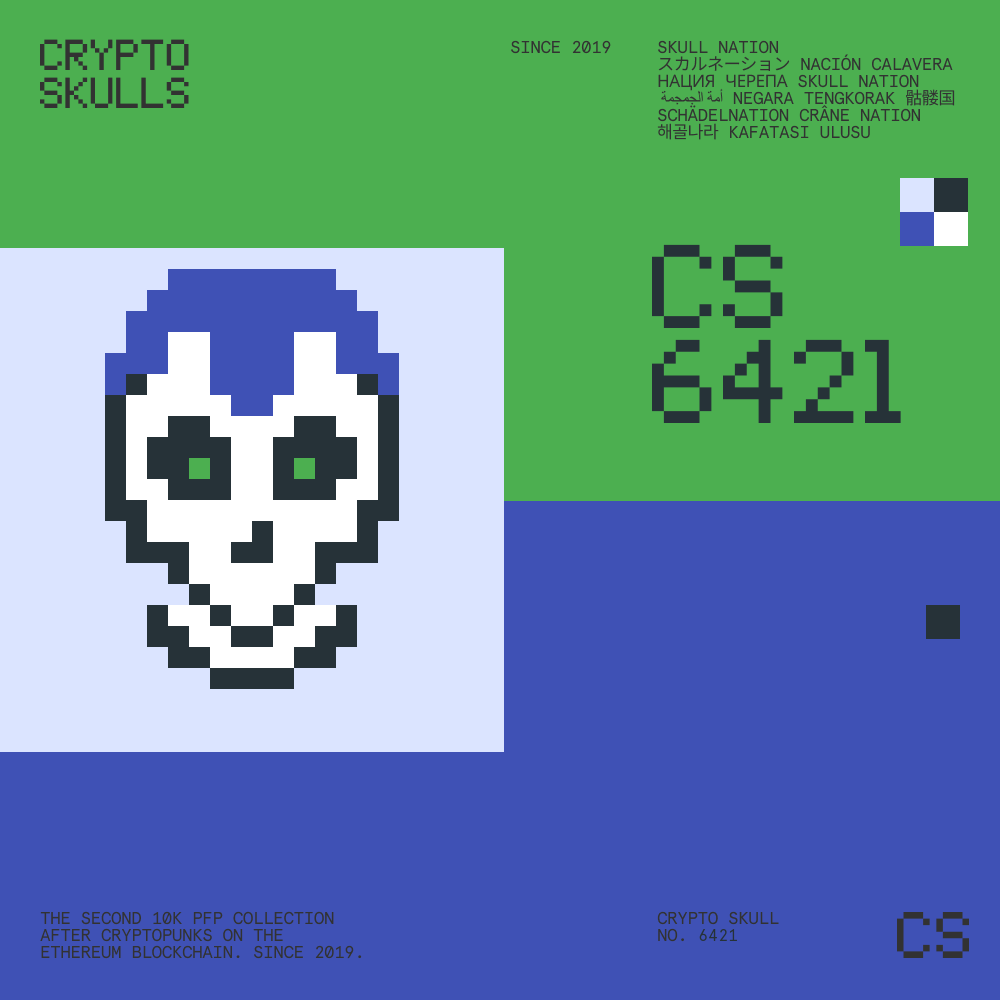 CRYPTO
SKULLS
SINCE 2019
SKULL NATION
スカルネーション NACIÓN CALAVERA
НАЦИЯ ЧЕРЕПА SKULL NATION
أمة الجمجمة NEGARA TENGKORAK 骷髅国
SCHÄDELNATION CRÂNE NATION
해골나라 KAFATASI ULUSU
CS
6421
THE SECOND 10K PFP COLLECTION
AFTER CRYPTOPUNKS ON THE
ETHEREUM BLOCKCHAIN. SINCE 2019.
CRYPTO SKULL
NO. 6421
CS